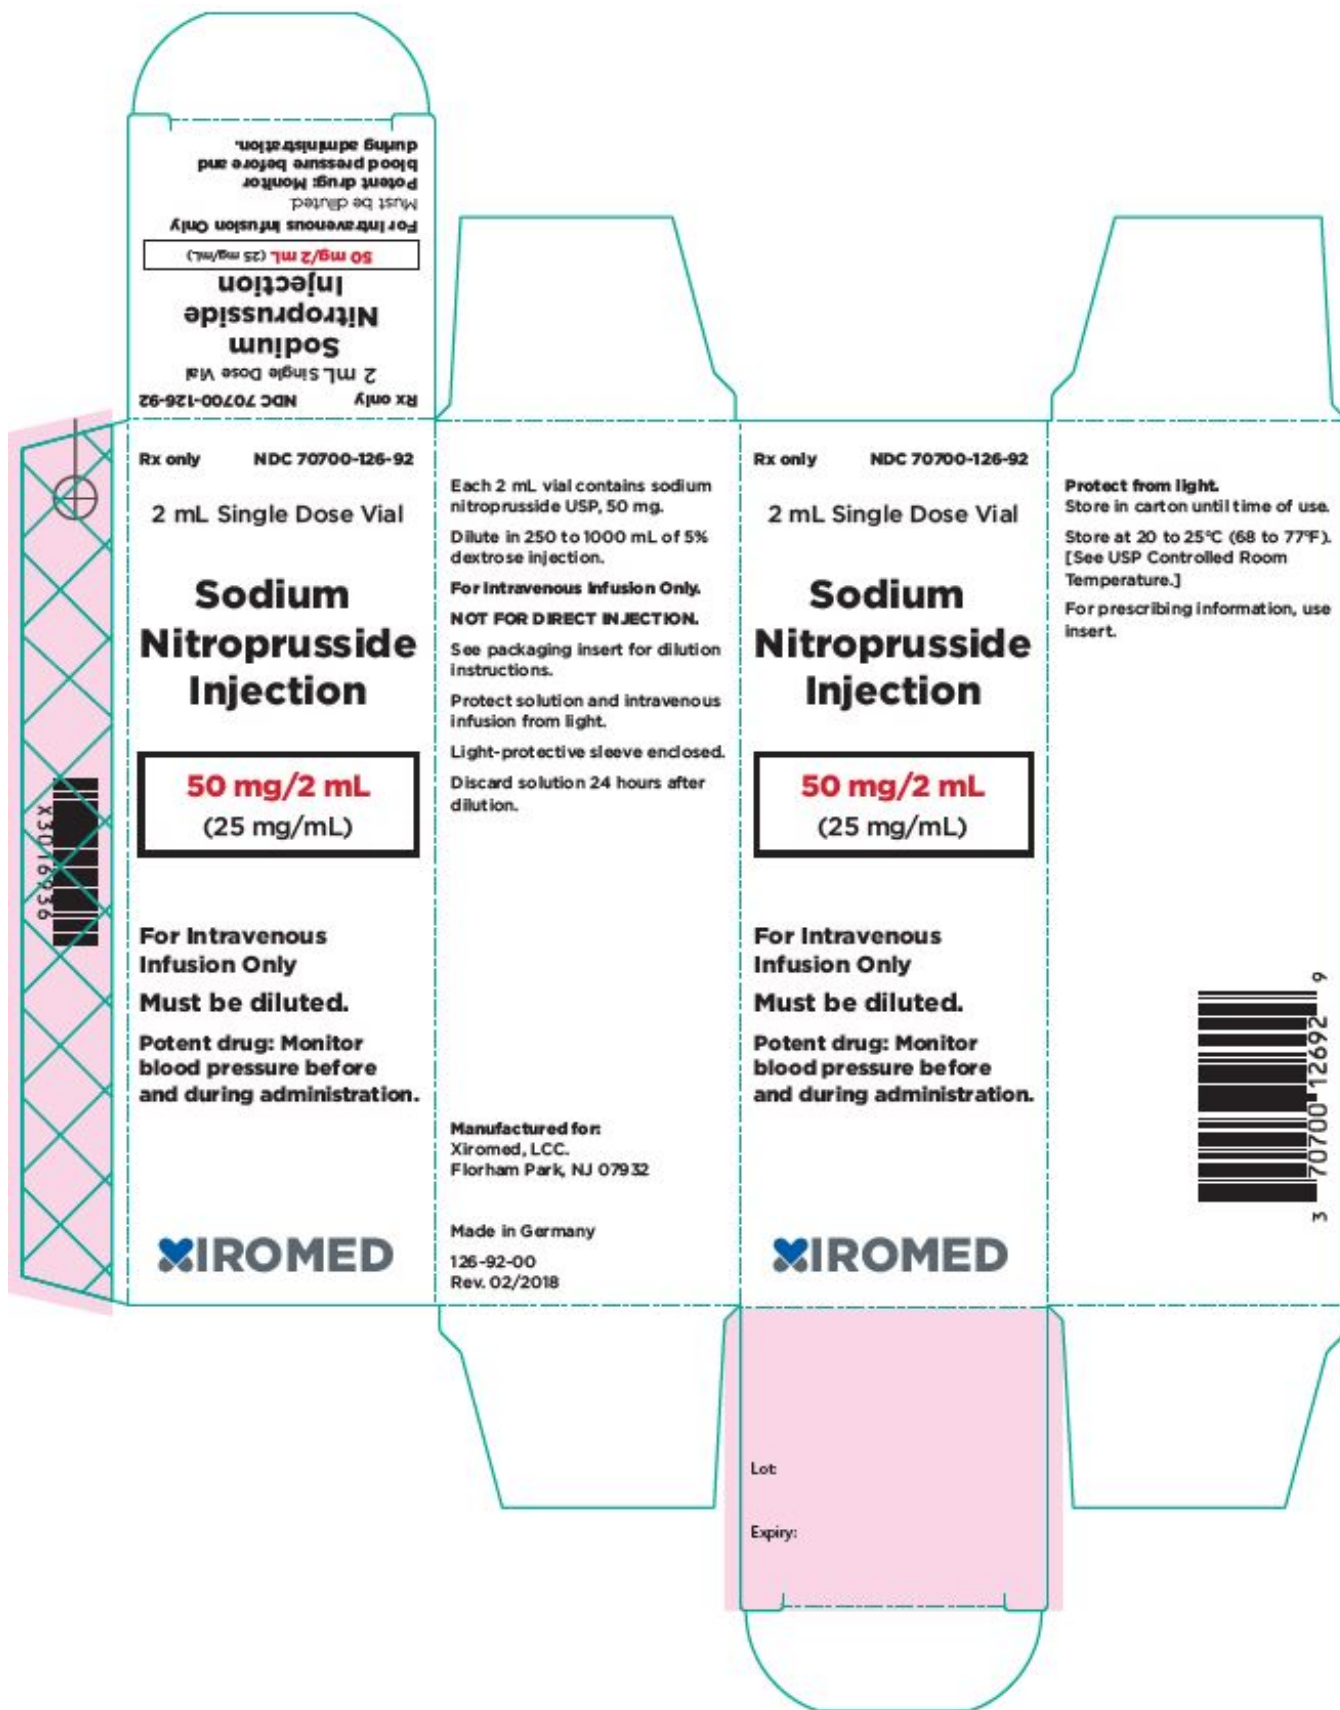 Rx only NDC 70700-126-92
2 mL Single Dose Vial
Sodium
Nitroprusside
Injection
50 mg/2 mL (25 mg/mL)
For Intravenous Infusion Only
Must be diluted.
Potent drug: Monitor
blood pressure before and
during administration.
X3016936
Rx only NDC 70700-126-92
2 mL Single Dose Vial
Sodium
Nitroprusside
Injection
50 mg/2 mL
(25 mg/mL)
For Intravenous
Infusion Only
Must be diluted.
Potent drug: Monitor
blood pressure before
and during administration.
XIROMED
Each 2 mL vial contains sodium
nitroprusside USP, 50 mg.
Dilute in 250 to 1000 mL of 5%
dextrose injection.
For Intravenous Infusion Only.
NOT FOR DIRECT INJECTION.
See packaging insert for dilution
instructions.
Protect solution and intravenous
infusion from light.
Light-protective sleeve enclosed.
Discard solution 24 hours after
dilution.
Manufactured for:
Xiromed, LCC.
Florham Park, NJ 07932
Made in Germany
126-92-00
Rev. 02/2018
Rx only NDC 70700-126-92
2 mL Single Dose Vial
Sodium
Nitroprusside
Injection
50 mg/2 mL
(25 mg/mL)
For Intravenous
Infusion Only
Must be diluted.
Potent drug: Monitor
blood pressure before
and during administration.
XIROMED
Protect from light.
Store in carton until time of use.
Store at 20 to 25°C (68 to 77°F).
[See USP Controlled Room
Temperature.]
For prescribing information, use
insert.
3 70700 12692 9
Lot:
Expiry: